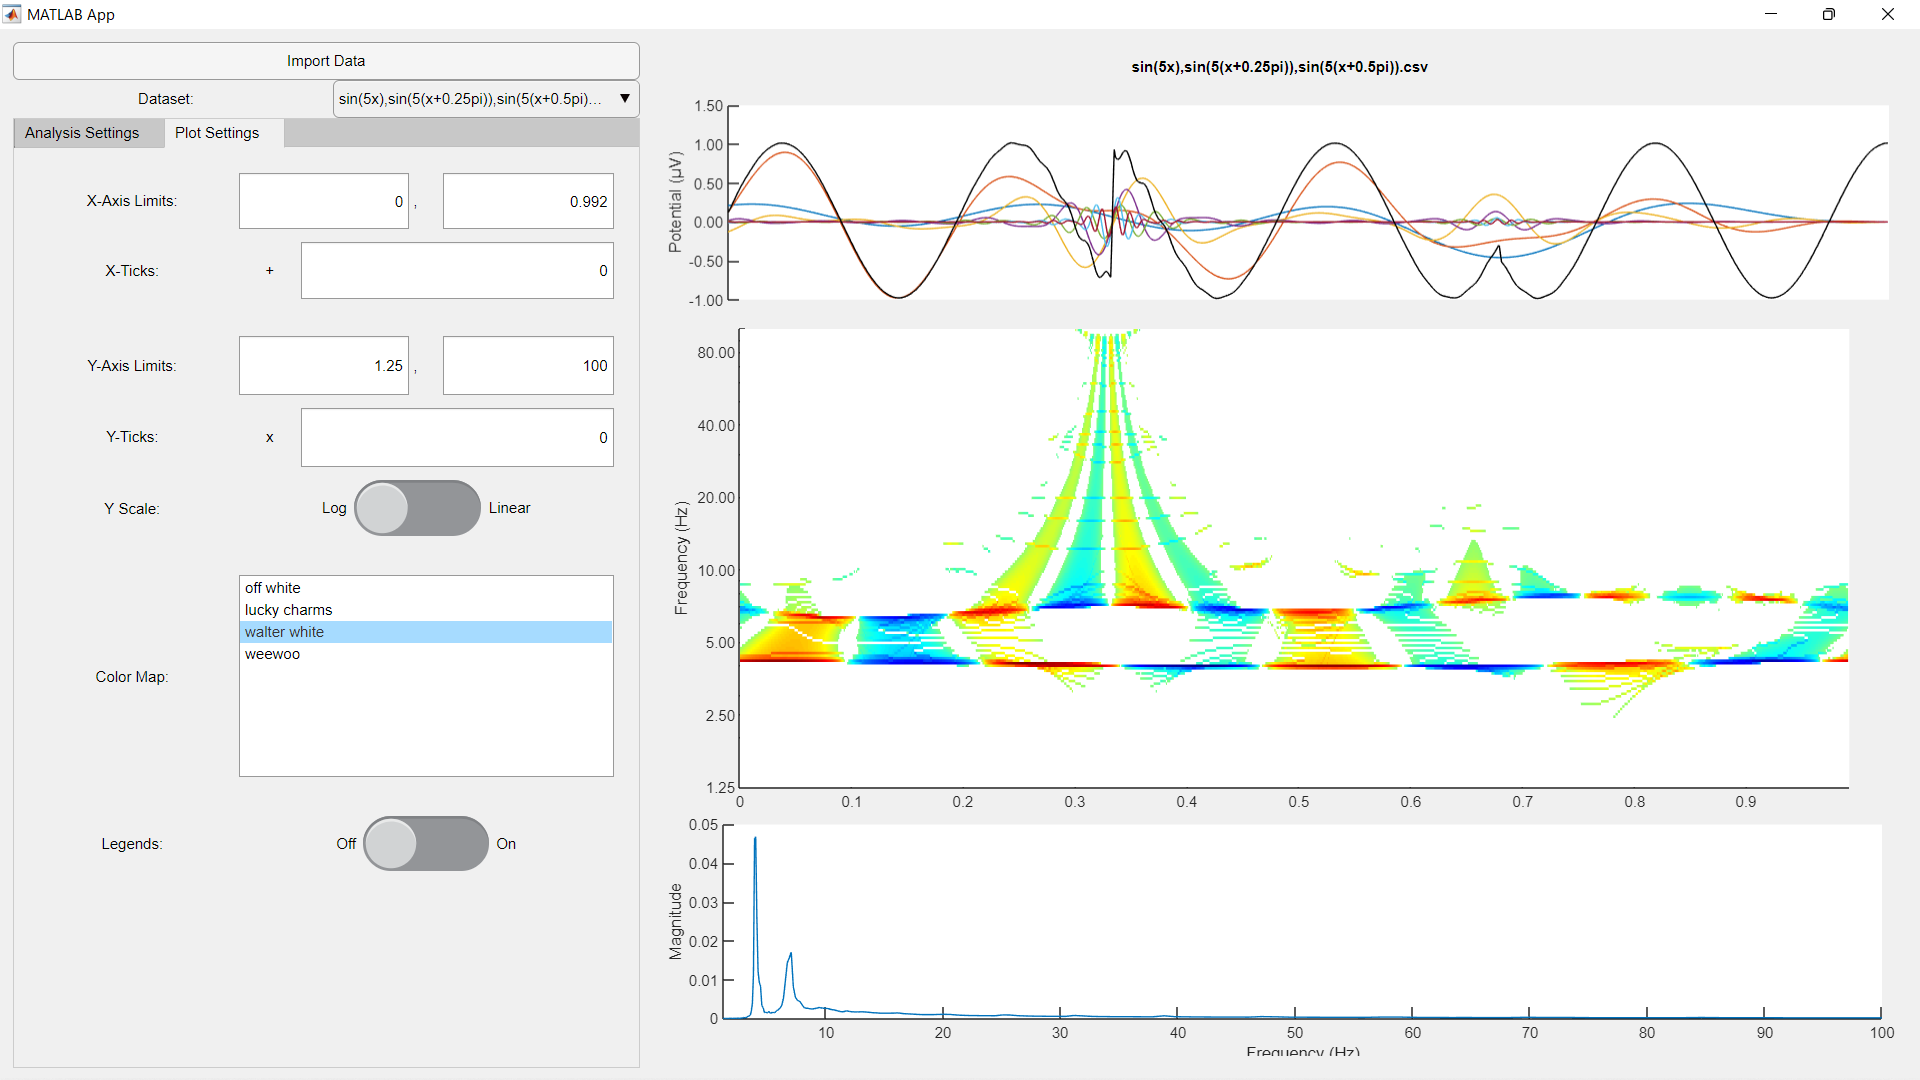 MATLAB App
Import Data
Dataset: sin(5x),sin(5(x+0.25pi)),sin(5(x+0.5pi)...
Analysis Settings Plot Settings
X-Axis Limits: 0 , 0.992
X-Ticks: + 0
Y-Axis Limits: 1.25 , 100
Y-Ticks: x 0
Y Scale: Log Linear
Color Map:
off white
lucky charms
walter white
weewoo
Legends: Off On
sin(5x),sin(5(x+0.25pi)),sin(5(x+0.5pi)).csv
Potential (µV)
1.50
1.00
0.50
0.00
-0.50
-1.00
Frequency (Hz)
80.00
40.00
20.00
10.00
5.00
2.50
1.25
0 0.1 0.2 0.3 0.4 0.5 0.6 0.7 0.8 0.9
Magnitude
0.05
0.04
0.03
0.02
0.01
0
10 20 30 40 50 60 70 80 90 100
Frequency (Hz)